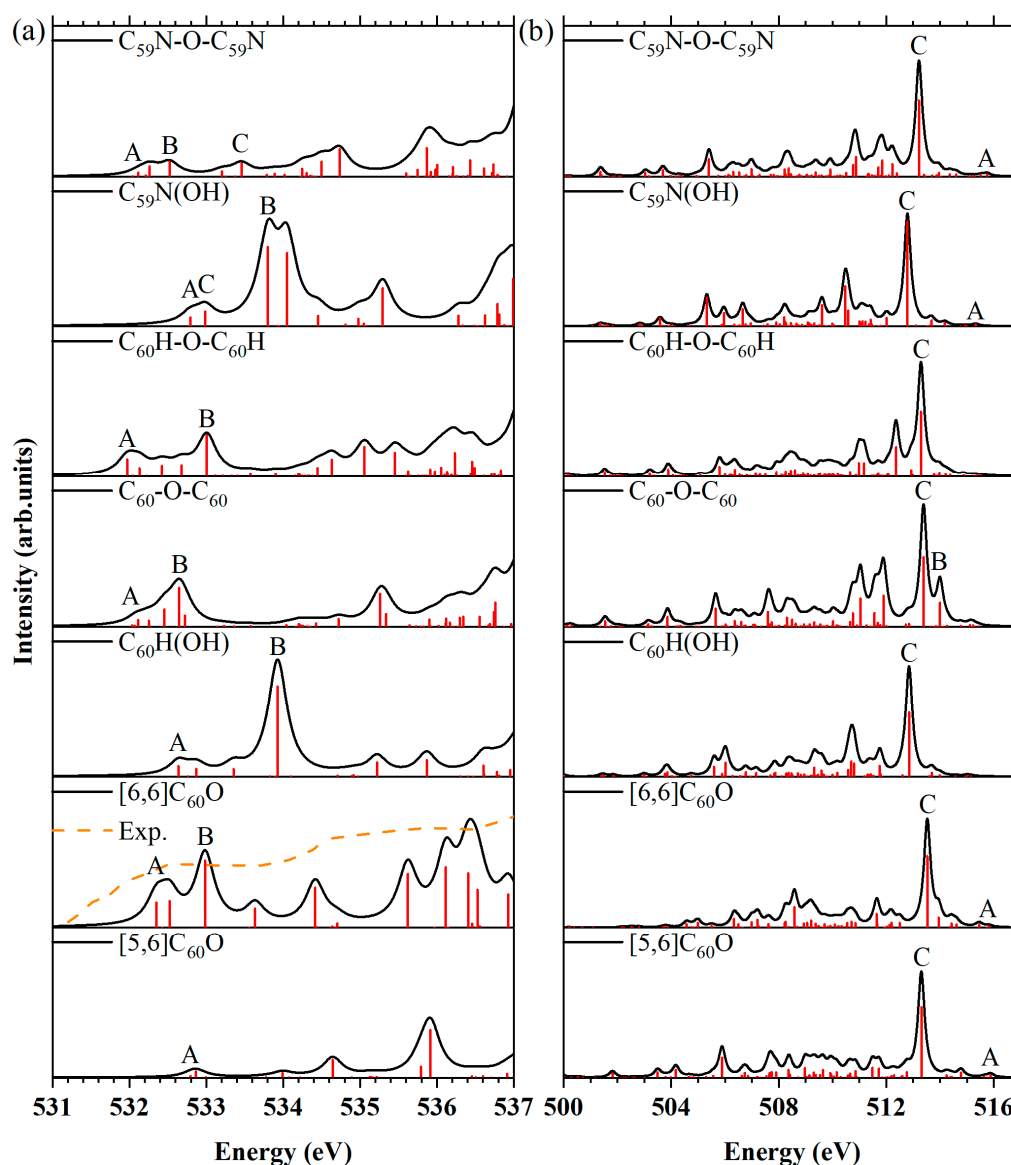 (a)
C₅₉N-O-C₅₉N
A B C
C₅₉N(OH)
A C B
C₆₀H-O-C₆₀H
A B
C₆₀-O-C₆₀
A B
C₆₀H(OH)
A B
[6,6]C₆₀O
Exp.
A B
[5,6]C₆₀O
A
531 532 533 534 535 536 537
Energy (eV)
Intensity (arb.units)
(b)
C₅₉N-O-C₅₉N
C A
C₅₉N(OH)
C A
C₆₀H-O-C₆₀H
C
C₆₀-O-C₆₀
C B
C₆₀H(OH)
C
[6,6]C₆₀O
C A
[5,6]C₆₀O
C A
500 504 508 512 516
Energy (eV)